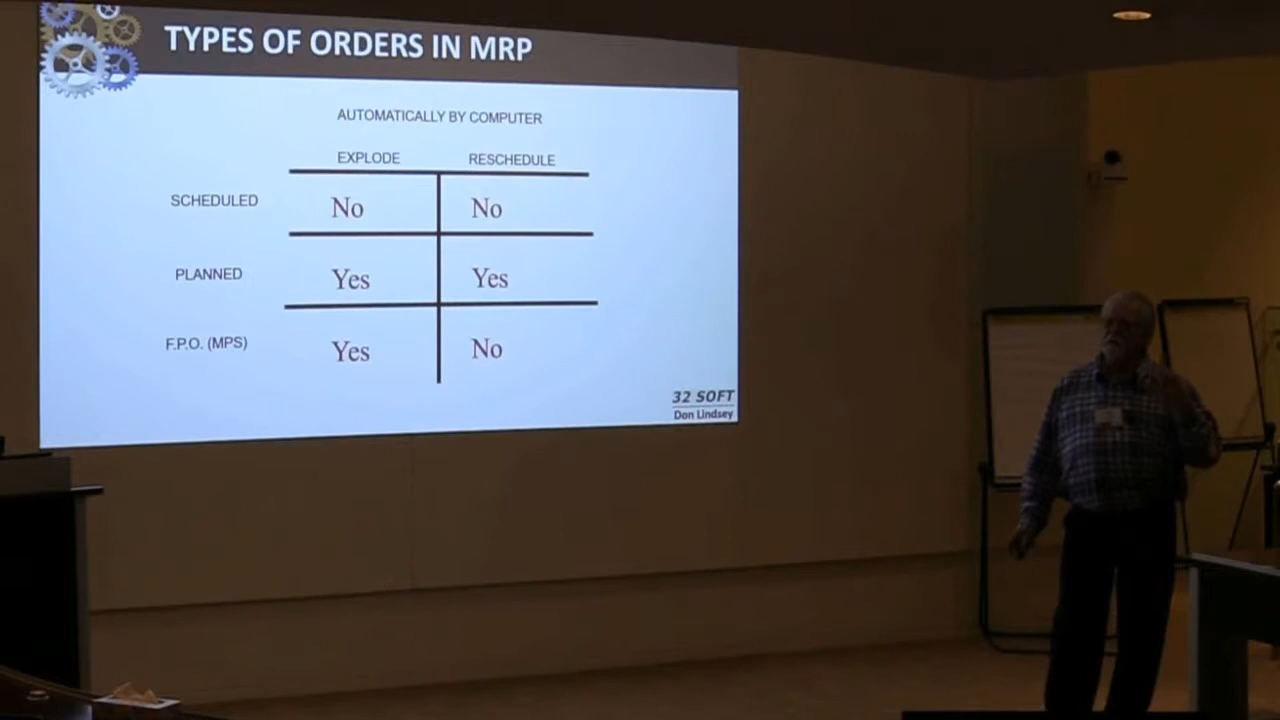 TYPES OF ORDERS IN MRP
AUTOMATICALLY BY COMPUTER
EXPLODE RESCHEDULE
SCHEDULED No No
PLANNED Yes Yes
F.P.O. (MPS) Yes No
32 SOFT
Don Lindsey